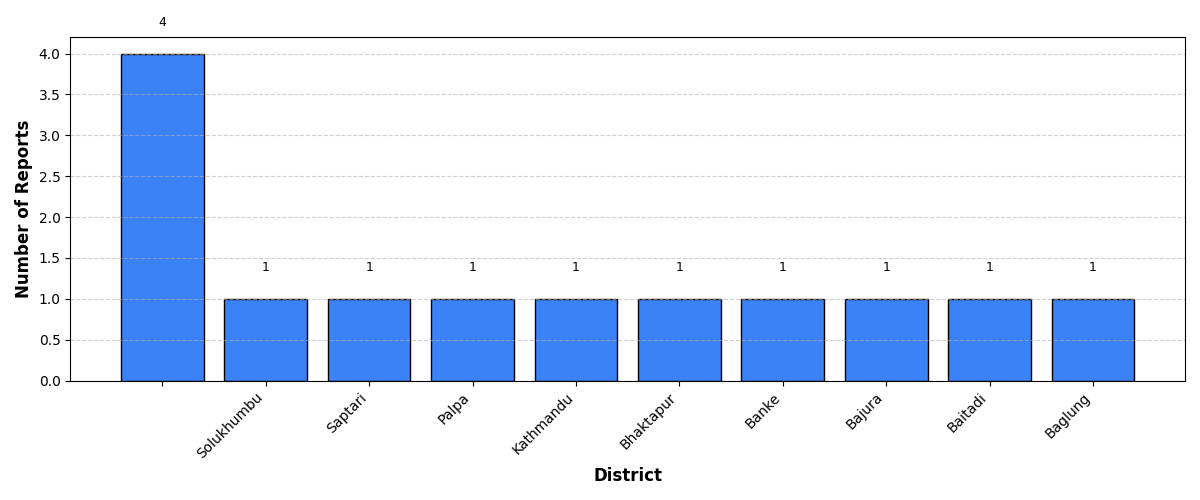 4
4.0
3.5
3.0
2.5
2.0
1.5
1.0
0.5
0.0
1 1 1 1 1 1 1 1 1
Number of Reports
Solukhumbu
Saptari
Palpa
Kathmandu
Bhaktapur
Banke
Bajura
Baitadi
Baglung
District